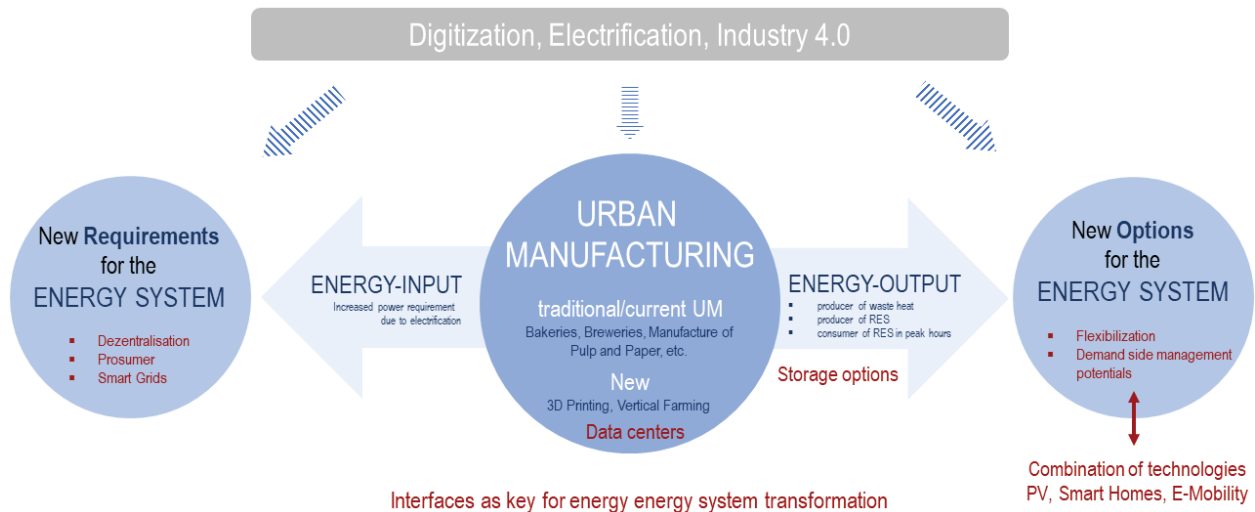 Digitization, Electrification, Industry 4.0
New Requirements
for the
ENERGY SYSTEM
▪ Dezentralisation
▪ Prosumer
▪ Smart Grids
ENERGY-INPUT
Increased power requirement
due to electrification
URBAN
MANUFACTURING
traditional/current UM
Bakeries, Breweries, Manufacture of
Pulp and Paper, etc.
New
3D Printing, Vertical Farming
Data centers
ENERGY-OUTPUT
▪ producer of waste heat
▪ producer of RES
▪ consumer of RES in peak hours
Storage options
New Options
for the
ENERGY SYSTEM
▪ Flexibilization
▪ Demand side management
potentials
Combination of technologies
PV, Smart Homes, E-Mobility
Interfaces as key for energy energy system transformation